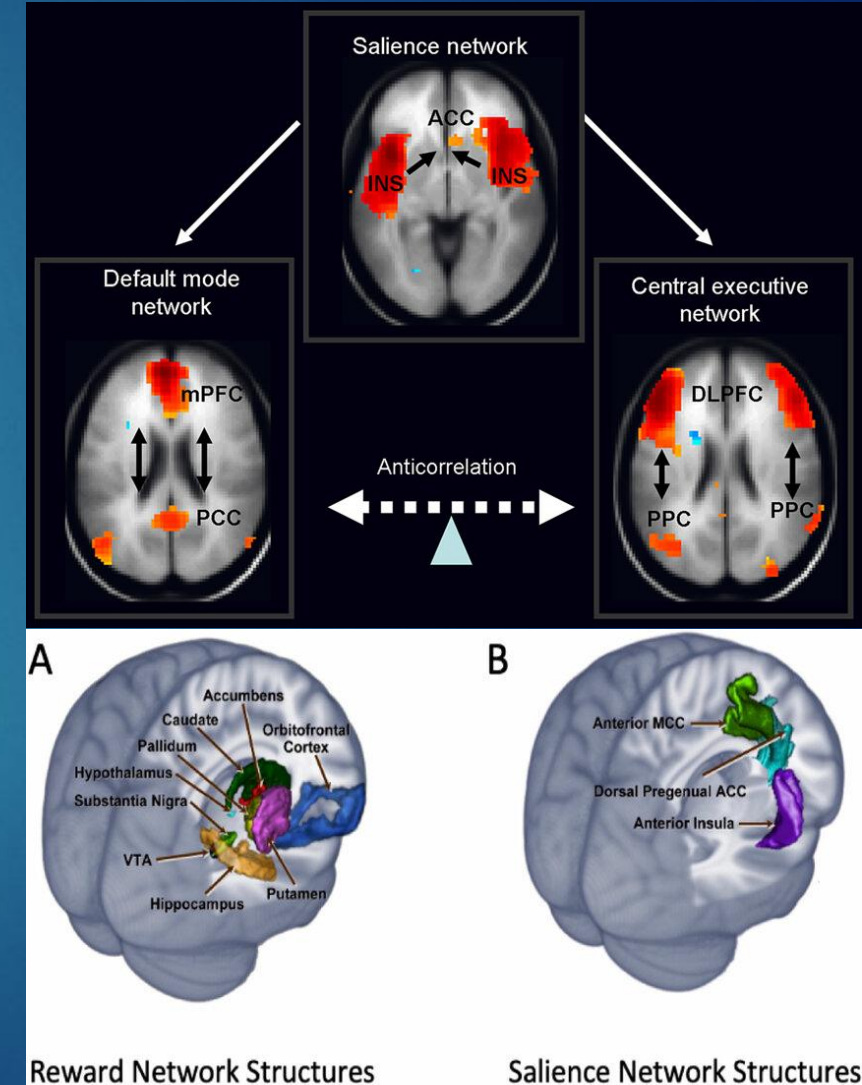 Salience network
ACC
INS
INS
Default mode
network
mPFC
PCC
Anticorrelation
Central executive
network
DLPFC
PPC
PPC
A
Accumbens
Caudate
Orbitofrontal
Cortex
Pallidum
Hypothalamus
Substantia Nigra
VTA
Hippocampus
Putamen
Reward Network Structures
B
Anterior MCC
Dorsal Pregenual ACC
Anterior Insula
Salience Network Structures